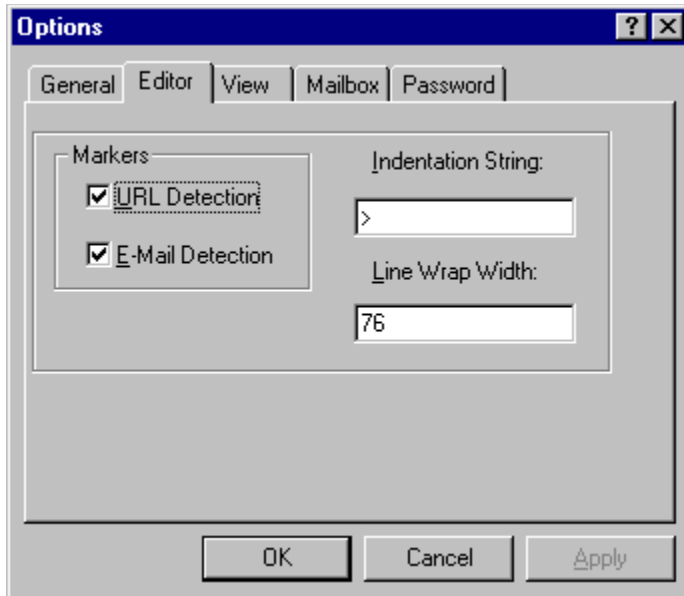 Options
General Editor View Mailbox Password
Markers
URL Detection
E-Mail Detection
Indentation String:
>
Line Wrap Width:
76
OK Cancel Apply